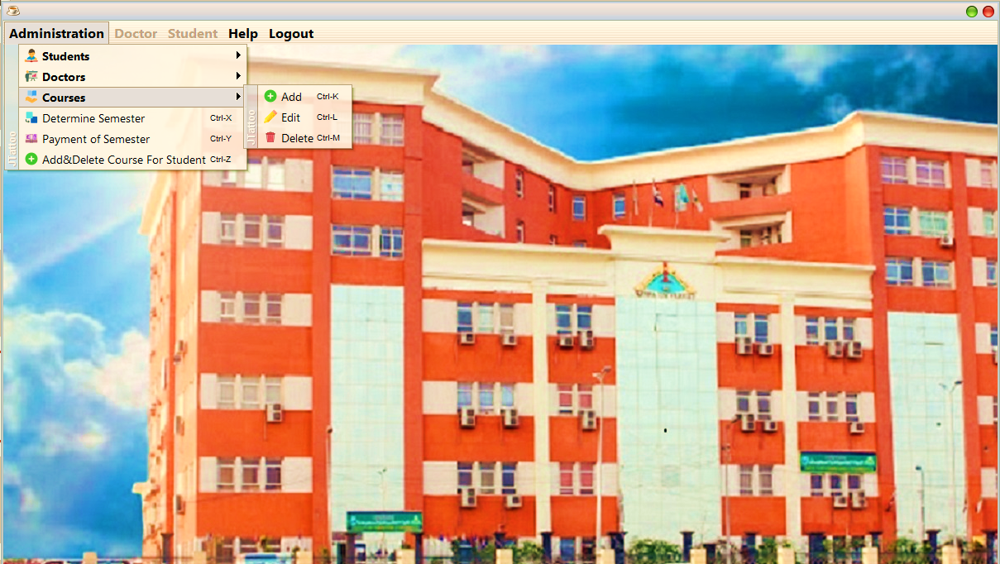 Administration Doctor Student Help Logout
Students
Doctors
Courses
Determine Semester Ctrl-X
Payment of Semester Ctrl-Y
Add&Delete Course For Student Ctrl-Z
JTattoo
Add Ctrl-K
Edit Ctrl-L
Delete Ctrl-M
JTattoo